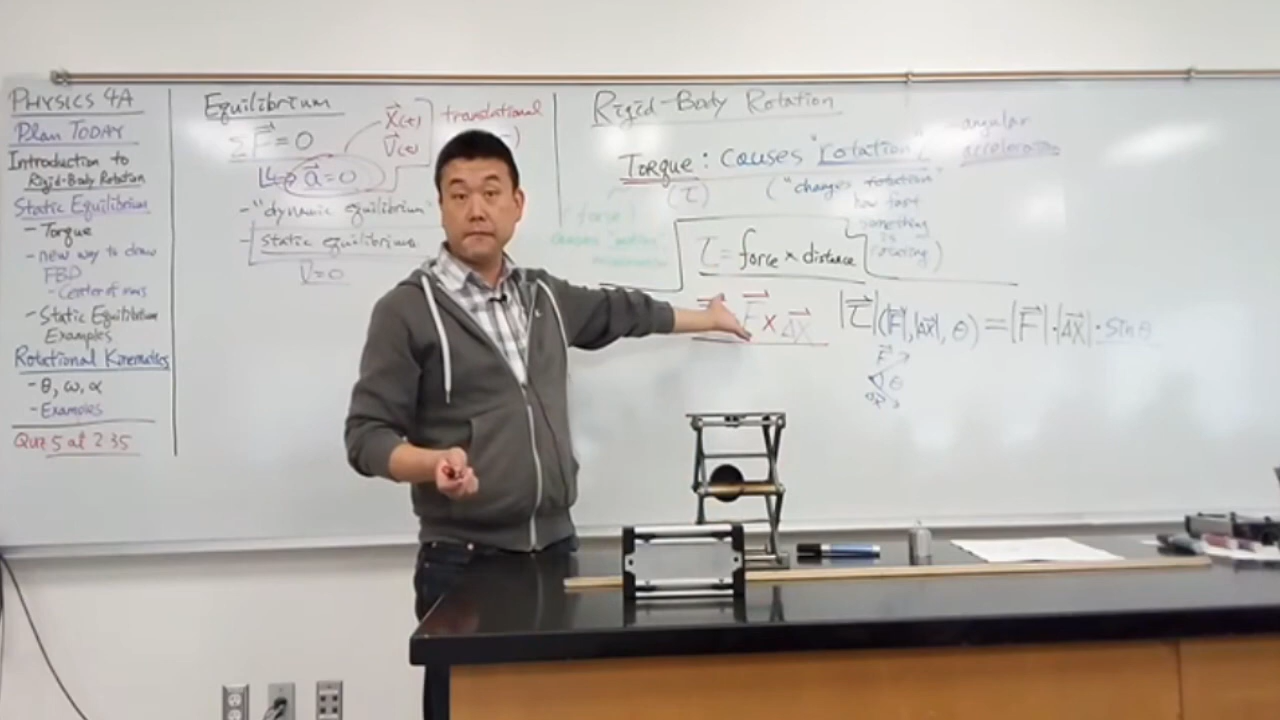 PHYSICS 4A
Plan TODAY
Introduction to
Rigid-Body Rotation
Static Equilibrium
- Torque
- new way to draw
FBD
- Center of mass
- Static Equilibrium
Examples
Rotational Kinematics
- θ, ω, α
- Examples
Quiz 5 at 2:35
Equilibrium
ΣF⃗ = 0
a⃗ = 0
x⃗(t)
v⃗(t)
translational
- "dynamic equilibrium"
- static equilibrium
v⃗ = 0
Rigid-Body Rotation
Torque: causes "rotation"
angular
acceleration
(τ)
("changes rotation"
how fast
something
is
rotating)
(force)
causes motion
τ = force × distance
F⃗ × Δx⃗
|τ⃗|(|F⃗|, |Δx⃗|, θ) = |F⃗|·|Δx⃗|·sin θ
F⃗
θ
Δx⃗